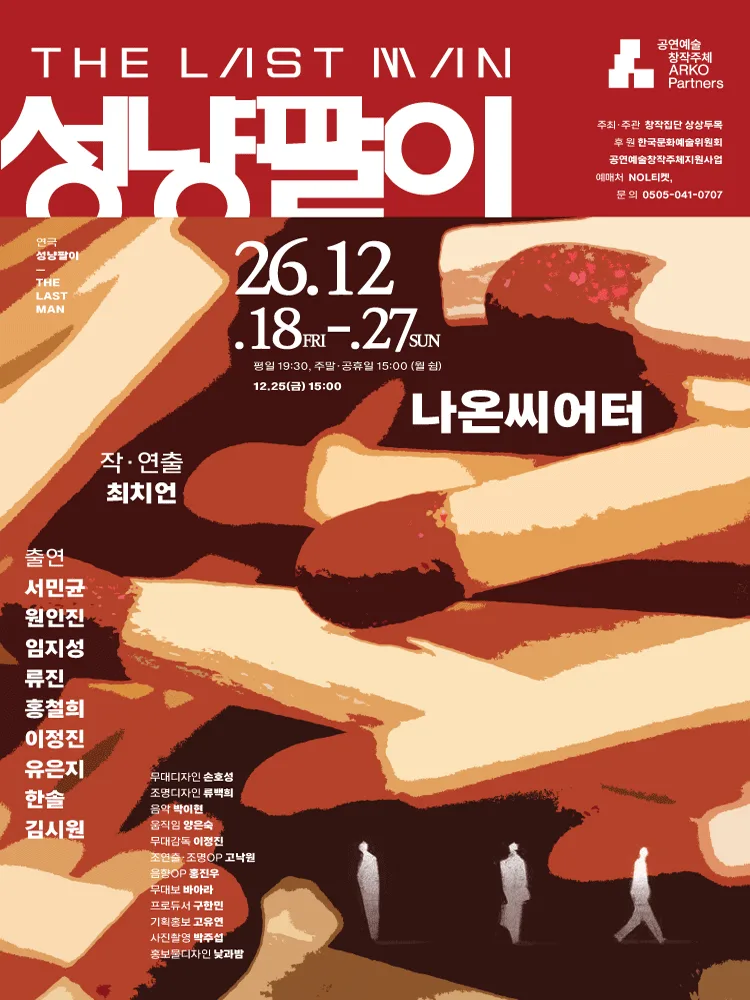 THE LAST MAN
성냥팔이
공연예술
창작주체
ARKO
Partners
주최·주관 창작집단 상상두목
후 원 한국문화예술위원회
공연예술창작주체지원사업
예매처 NOL티켓,
문 의 0505-041-0707
연극
성냥팔이
–
THE
LAST
MAN
26.12
.18FRI–.27SUN
평일 19:30, 주말·공휴일 15:00 (월 쉼)
12.25(금) 15:00
나온씨어터
작·연출
최치언
출연
서민균
원인진
임지성
류진
홍철희
이정진
유은지
한솔
김시원
무대디자인 손호성
조명디자인 류백희
음악 박이현
움직임 양은숙
무대감독 이정진
조연출·조명OP 고낙원
음향OP 홍진우
무대보 바아라
프로듀서 구한민
기획홍보 고유연
사진촬영 박주섭
홍보물디자인 낮과밤